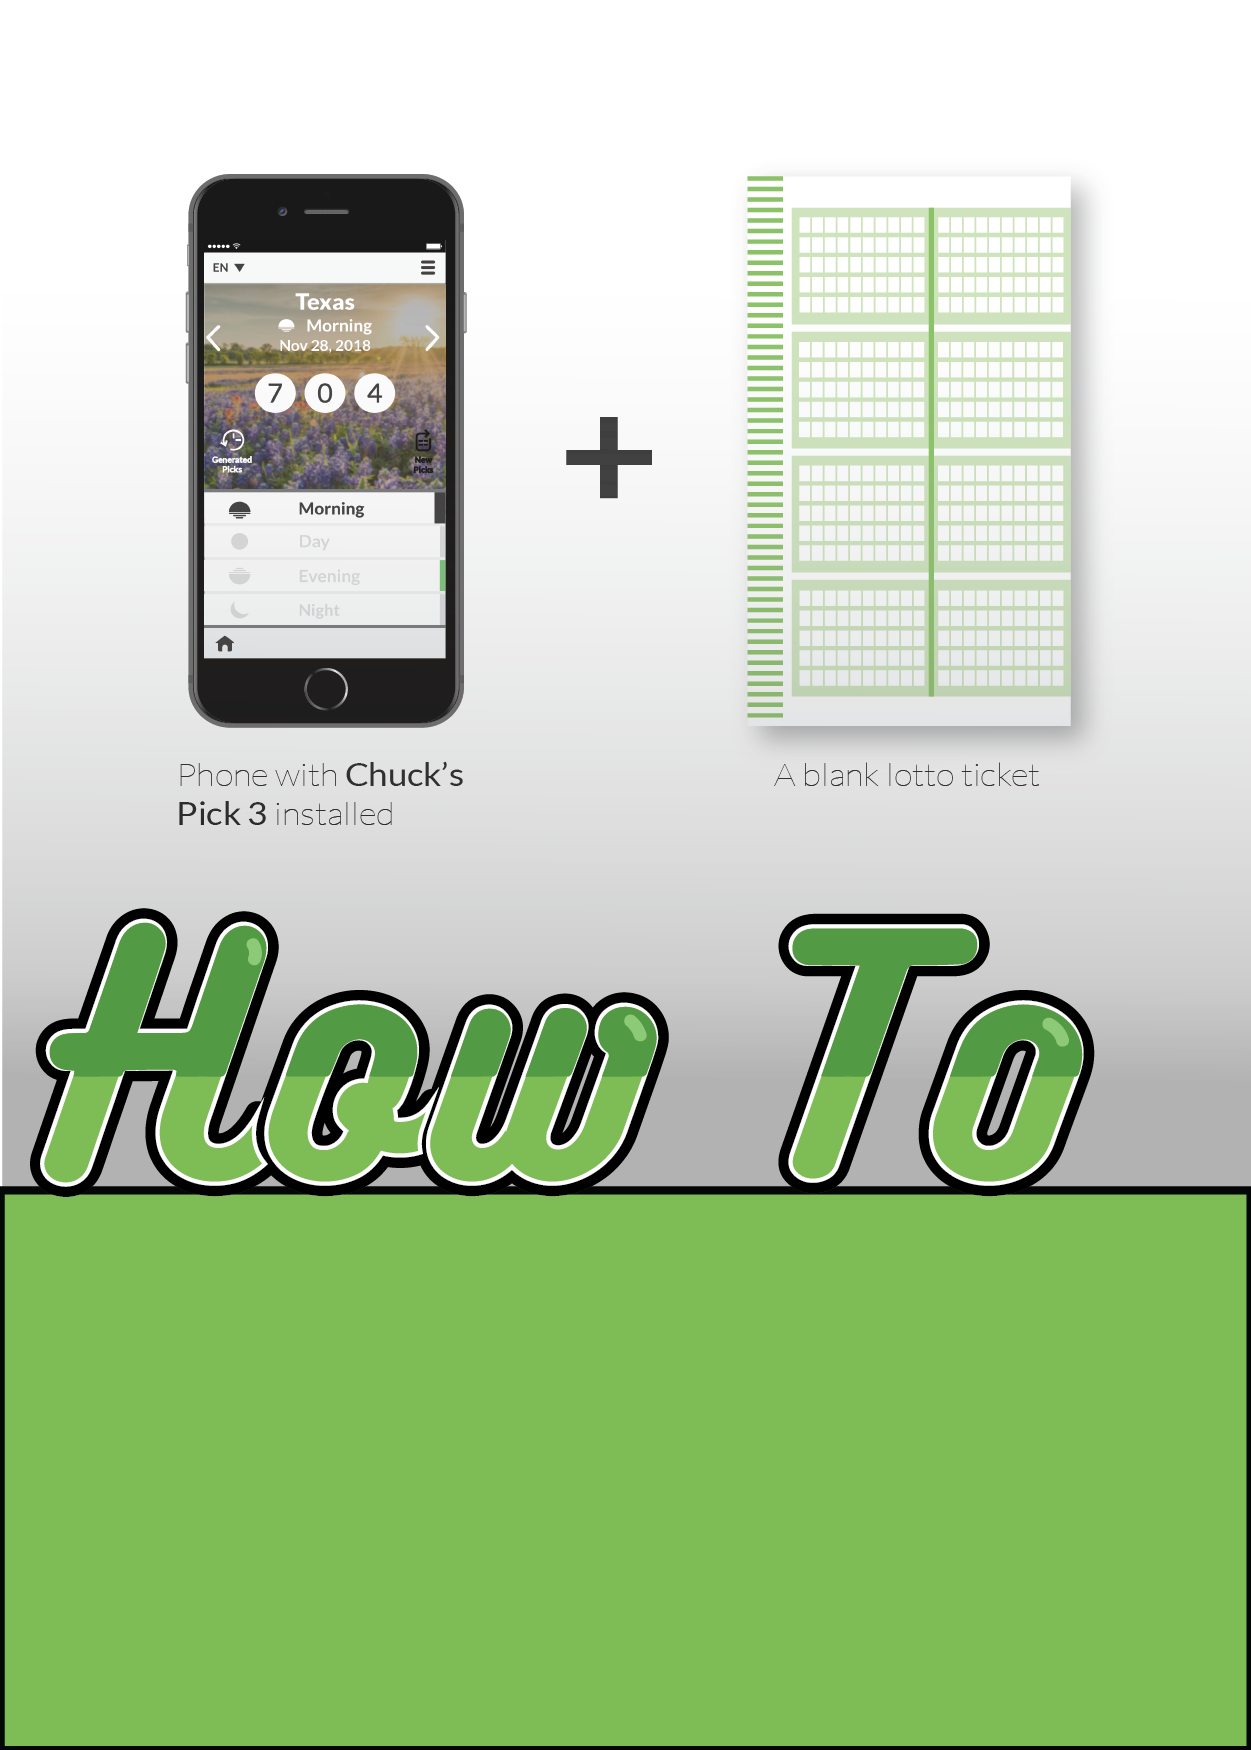 EN
Texas
Morning
Nov 28, 2018
7 0 4
Generated
Picks
New
Picks
Morning
Day
Evening
Night
Phone with Chuck's
Pick 3 installed
A blank lotto ticket
How To